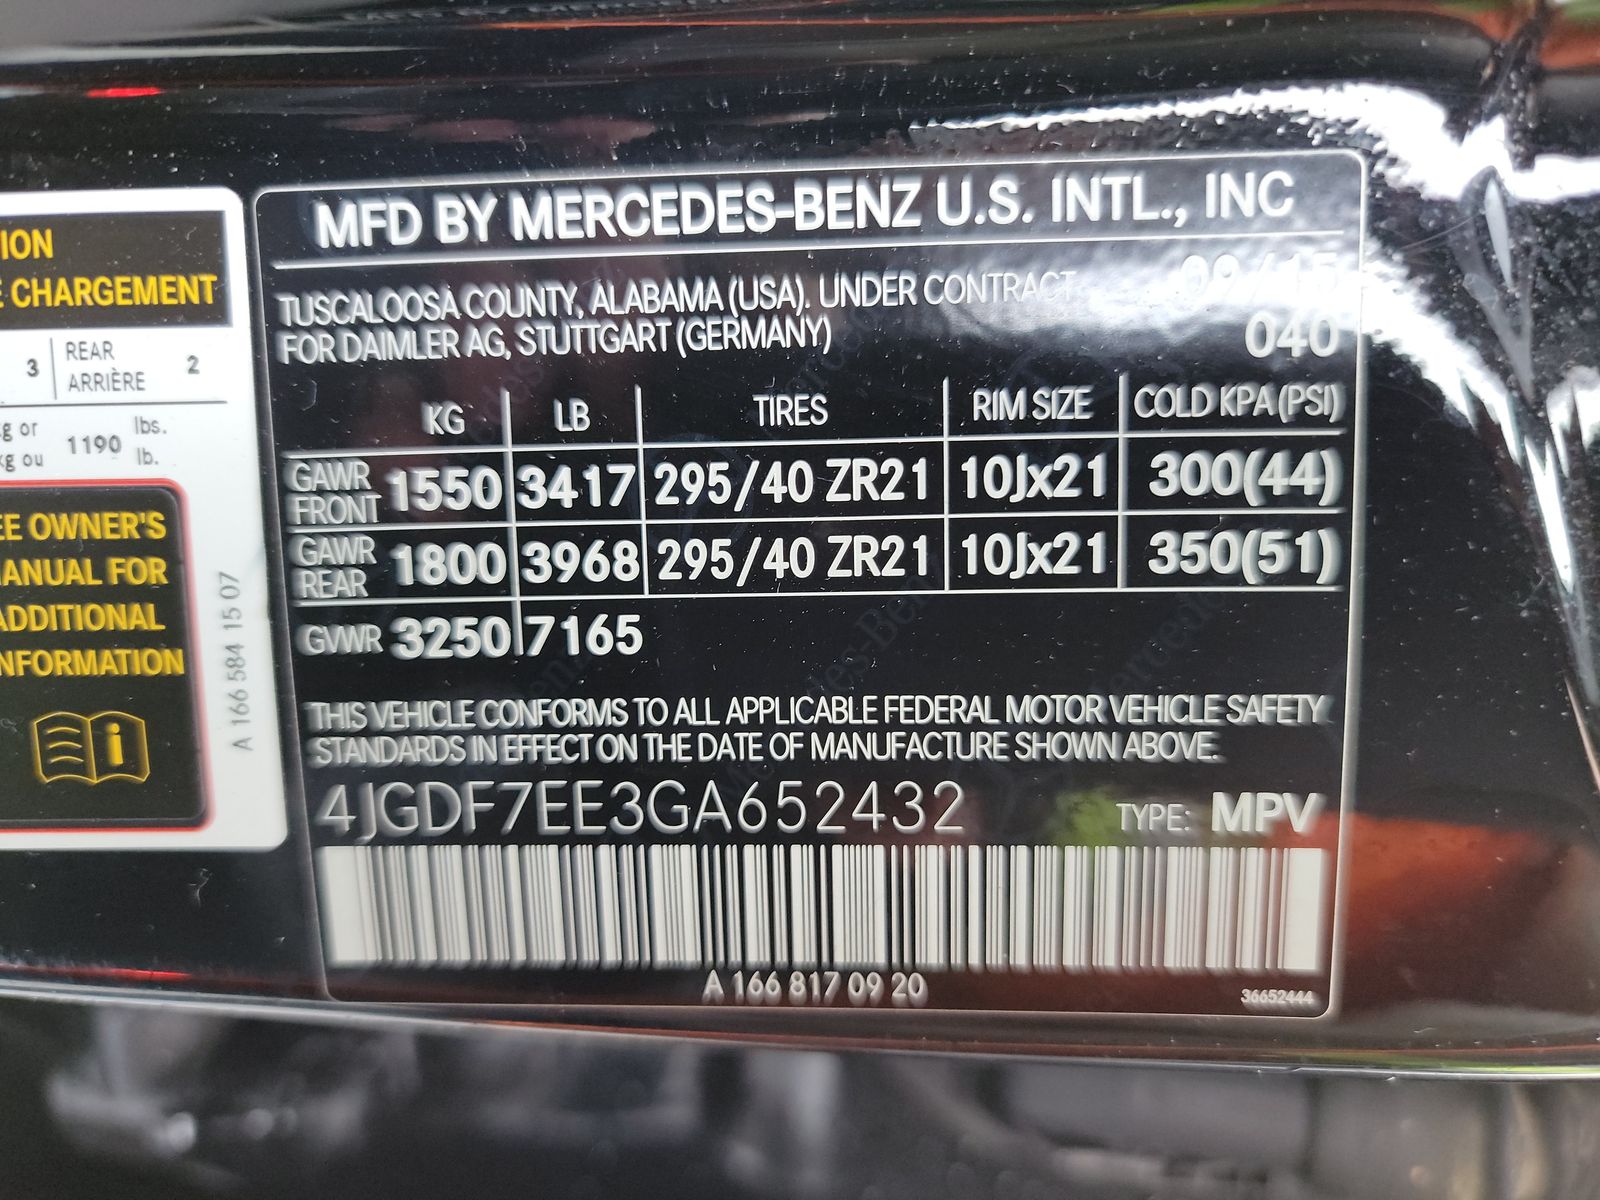 ION
E CHARGEMENT
3
REAR
ARRIÈRE
2
g or
kg ou
1190
lbs.
lb.
EE OWNER'S
ANUAL FOR
ADDITIONAL
NFORMATION
A 166 584 15 07
MFD BY MERCEDES-BENZ U.S. INTL., INC
TUSCALOOSA COUNTY, ALABAMA (USA). UNDER CONTRACT 09/15
FOR DAIMLER AG, STUTTGART (GERMANY) 040
KG LB TIRES RIM SIZE COLD KPA (PSI)
GAWR
FRONT 1550 3417 295/40 ZR21 10Jx21 300(44)
GAWR
REAR 1800 3968 295/40 ZR21 10Jx21 350(51)
GVWR 3250 7165
THIS VEHICLE CONFORMS TO ALL APPLICABLE FEDERAL MOTOR VEHICLE SAFETY
STANDARDS IN EFFECT ON THE DATE OF MANUFACTURE SHOWN ABOVE.
4JGDF7EE3GA652432 TYPE: MPV
A 166 817 09 20
36652444